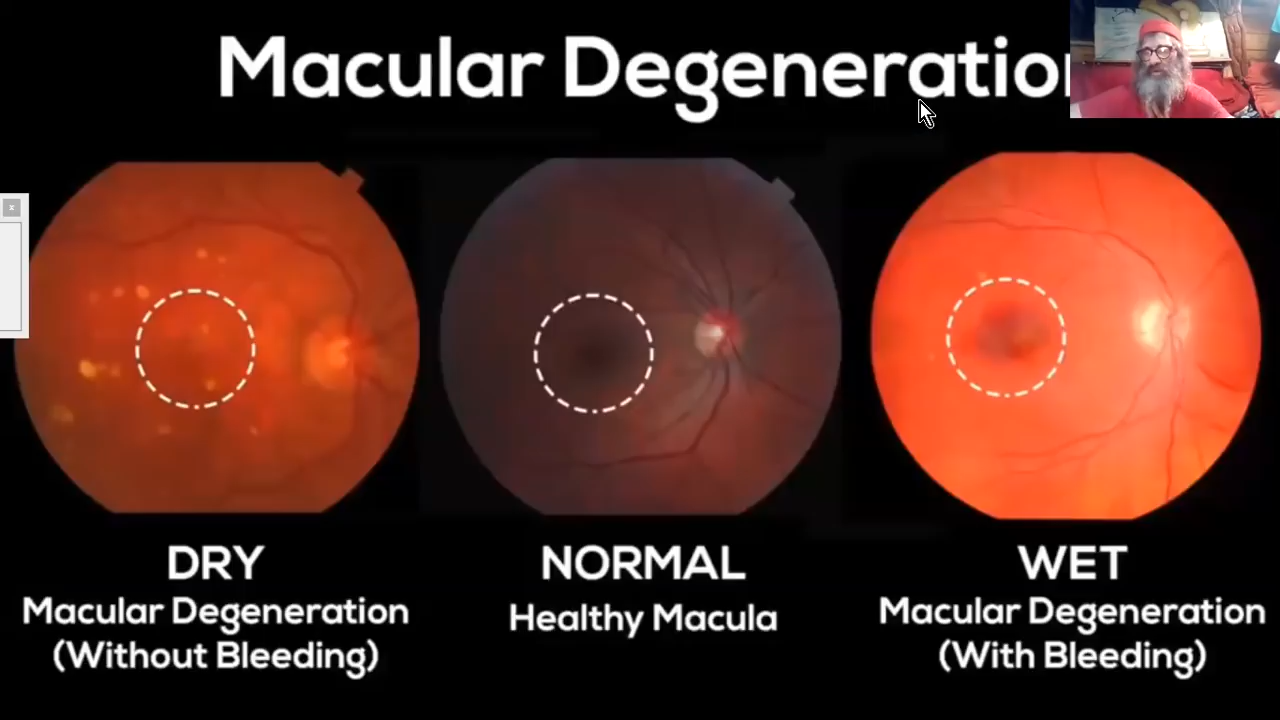 Macular Degeneratio
DRY
Macular Degeneration
(Without Bleeding)
NORMAL
Healthy Macula
WET
Macular Degeneration
(With Bleeding)